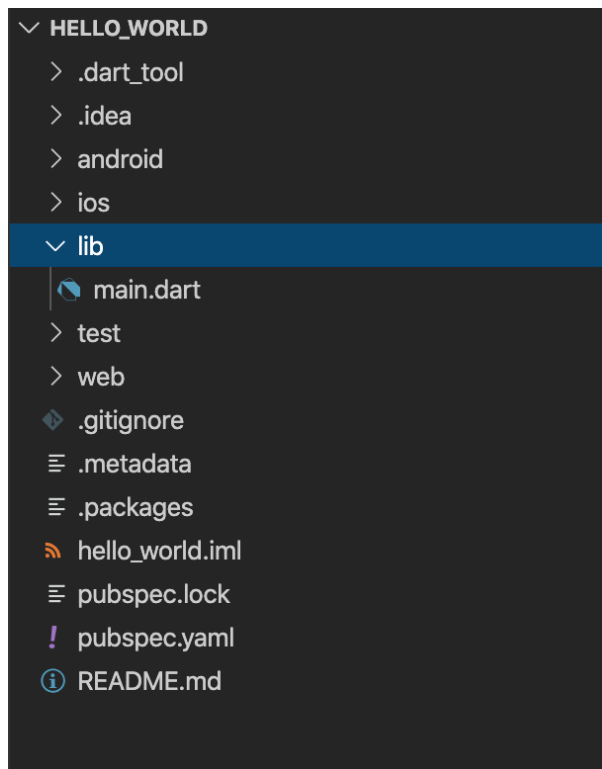 HELLO_WORLD
.dart_tool
.idea
android
ios
lib
main.dart
test
web
.gitignore
.metadata
.packages
hello_world.iml
pubspec.lock
pubspec.yaml
README.md